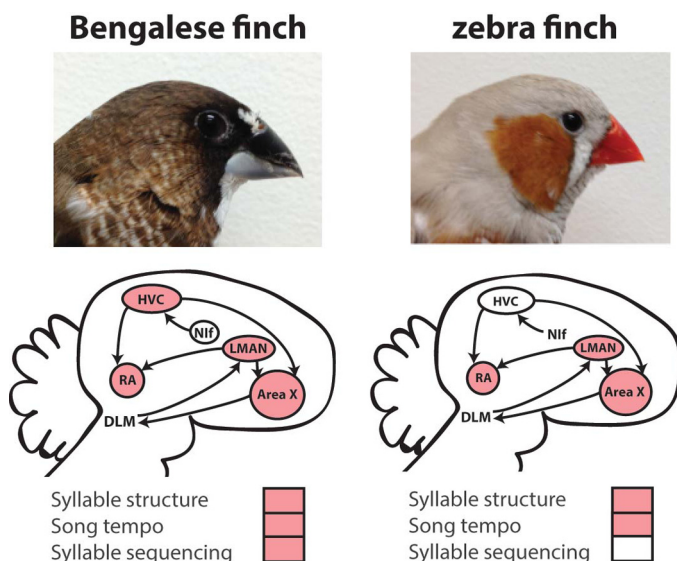 Bengalese finch
zebra finch
HVC
NIf
LMAN
RA
Area X
DLM
HVC
NIf
LMAN
RA
Area X
DLM
Syllable structure
Song tempo
Syllable sequencing
Syllable structure
Song tempo
Syllable sequencing